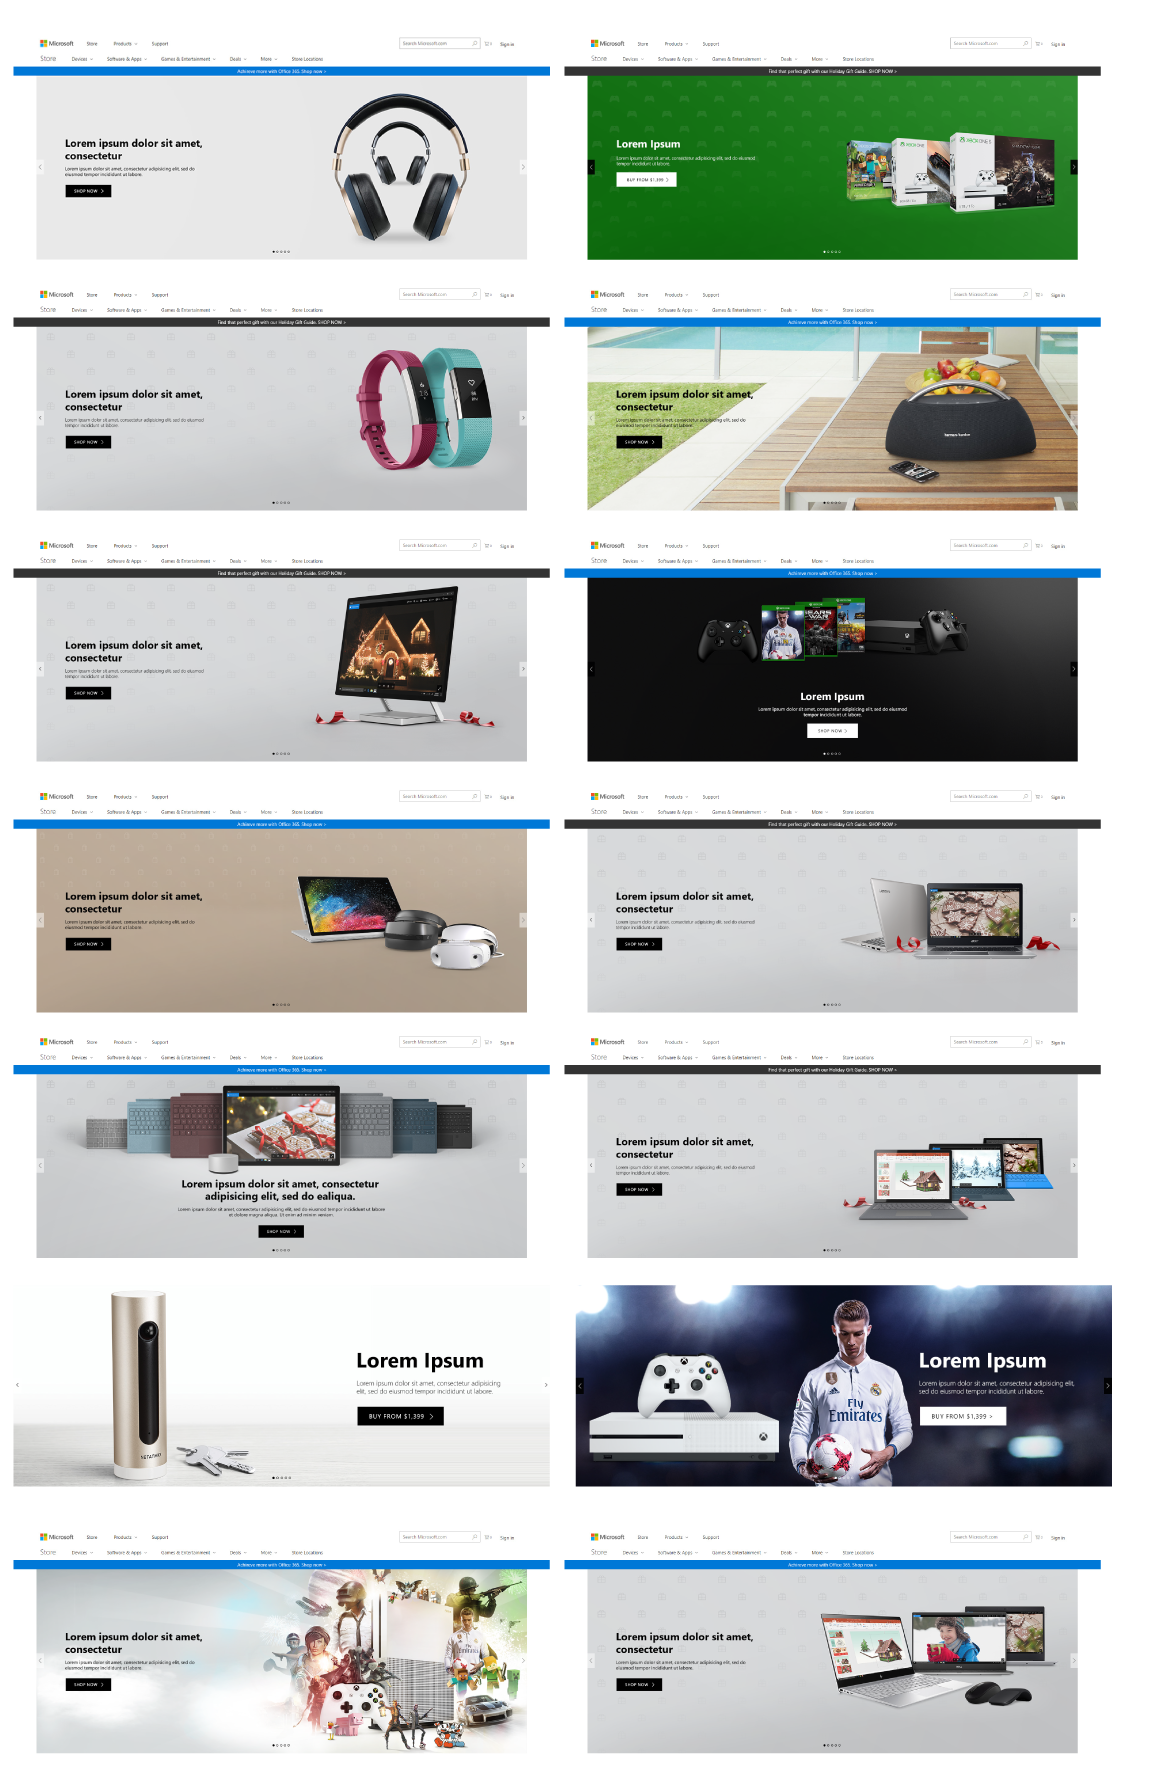 Microsoft Store Products Support Search Microsoft.com Sign in
Store Devices Software & Apps Games & Entertainment Deals More Store Locations
Achieve more with Office 365. Shop now >
Lorem ipsum dolor sit amet,
consectetur
Lorem ipsum dolor sit amet, consectetur adipisicing elit, sed do
eiusmod tempor incididunt ut labore.
SHOP NOW >
Microsoft Store Products Support Search Microsoft.com Sign in
Store Devices Software & Apps Games & Entertainment Deals More Store Locations
Find that perfect gift with our Holiday Gift Guide. SHOP NOW >
Lorem Ipsum
Lorem ipsum dolor sit amet, consectetur adipisicing elit, sed do eiusmod
tempor incididunt ut labore.
BUY FROM $1,399 >
XBOX ONE S
Microsoft Store Products Support Search Microsoft.com Sign in
Store Devices Software & Apps Games & Entertainment Deals More Store Locations
Find that perfect gift with our Holiday Gift Guide. SHOP NOW >
Lorem ipsum dolor sit amet,
consectetur
Lorem ipsum dolor sit amet, consectetur adipisicing elit, sed do eiusmod
tempor incididunt ut labore.
SHOP NOW >
Microsoft Store Products Support Search Microsoft.com Sign in
Store Devices Software & Apps Games & Entertainment Deals More Store Locations
Achieve more with Office 365. Shop now >
Lorem ipsum dolor sit amet,
consectetur
Lorem ipsum dolor sit amet, consectetur adipisicing elit, sed do
eiusmod tempor incididunt ut labore.
SHOP NOW >
harman/kardon
Microsoft Store Products Support Search Microsoft.com Sign in
Store Devices Software & Apps Games & Entertainment Deals More Store Locations
Find that perfect gift with our Holiday Gift Guide. SHOP NOW >
Lorem ipsum dolor sit amet,
consectetur
Lorem ipsum dolor sit amet, consectetur adipisicing elit, sed do eiusmod
tempor incididunt ut labore.
SHOP NOW >
Microsoft Store Products Support Search Microsoft.com Sign in
Store Devices Software & Apps Games & Entertainment Deals More Store Locations
Achieve more with Office 365. Shop now >
Lorem Ipsum
Lorem ipsum dolor sit amet, consectetur adipisicing elit, sed do eiusmod
tempor incididunt ut labore.
SHOP NOW >
Microsoft Store Products Support Search Microsoft.com Sign in
Store Devices Software & Apps Games & Entertainment Deals More Store Locations
Achieve more with Office 365. Shop now >
Lorem ipsum dolor sit amet,
consectetur
Lorem ipsum dolor sit amet, consectetur adipisicing elit, sed do
eiusmod tempor incididunt ut labore.
SHOP NOW >
Microsoft Store Products Support Search Microsoft.com Sign in
Store Devices Software & Apps Games & Entertainment Deals More Store Locations
Find that perfect gift with our Holiday Gift Guide. SHOP NOW >
Lorem ipsum dolor sit amet,
consectetur
Lorem ipsum dolor sit amet, consectetur adipisicing elit, sed do eiusmod
tempor incididunt ut labore.
SHOP NOW >
Microsoft Store Products Support Search Microsoft.com Sign in
Store Devices Software & Apps Games & Entertainment Deals More Store Locations
Achieve more with Office 365. Shop now >
Lorem ipsum dolor sit amet, consectetur
adipisicing elit, sed do ealiqua.
Lorem ipsum dolor sit amet, consectetur adipisicing elit, sed do eiusmod tempor incididunt ut labore
et dolore magna aliqua. Ut enim ad minim veniam.
SHOP NOW >
Microsoft Store Products Support Search Microsoft.com Sign in
Store Devices Software & Apps Games & Entertainment Deals More Store Locations
Find that perfect gift with our Holiday Gift Guide. SHOP NOW >
Lorem ipsum dolor sit amet,
consectetur
Lorem ipsum dolor sit amet, consectetur adipisicing elit, sed do eiusmod
tempor incididunt ut labore.
SHOP NOW >
Lorem Ipsum
Lorem ipsum dolor sit amet, consectetur adipisicing
elit, sed do eiusmod tempor incididunt ut labore.
BUY FROM $1,399 >
NETATMO
Lorem Ipsum
Lorem ipsum dolor sit amet, consectetur adipisicing elit,
sed do eiusmod tempor incididunt ut labore.
BUY FROM $1,399 >
Fly
Emirates
Microsoft Store Products Support Search Microsoft.com Sign in
Store Devices Software & Apps Games & Entertainment Deals More Store Locations
Achieve more with Office 365. Shop now >
Lorem ipsum dolor sit amet,
consectetur
Lorem ipsum dolor sit amet, consectetur adipisicing elit, sed do
eiusmod tempor incididunt ut labore.
SHOP NOW >
Microsoft Store Products Support Search Microsoft.com Sign in
Store Devices Software & Apps Games & Entertainment Deals More Store Locations
Achieve more with Office 365. Shop now >
Lorem ipsum dolor sit amet,
consectetur
Lorem ipsum dolor sit amet, consectetur adipisicing elit, sed do
eiusmod tempor incididunt ut labore.
SHOP NOW >